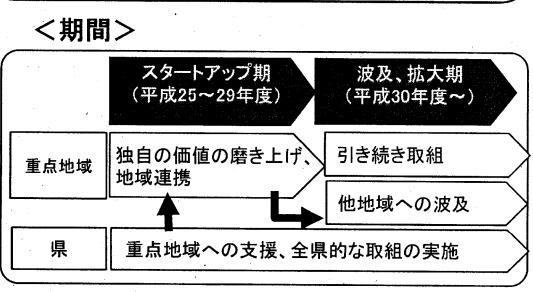 ＜期間＞
スタートアップ期
（平成25～29年度）
波及、拡大期
（平成30年度～）
重点地域
独自の価値の磨き上げ、
地域連携
引き続き取組
他地域への波及
県
重点地域への支援、全県的な取組の実施